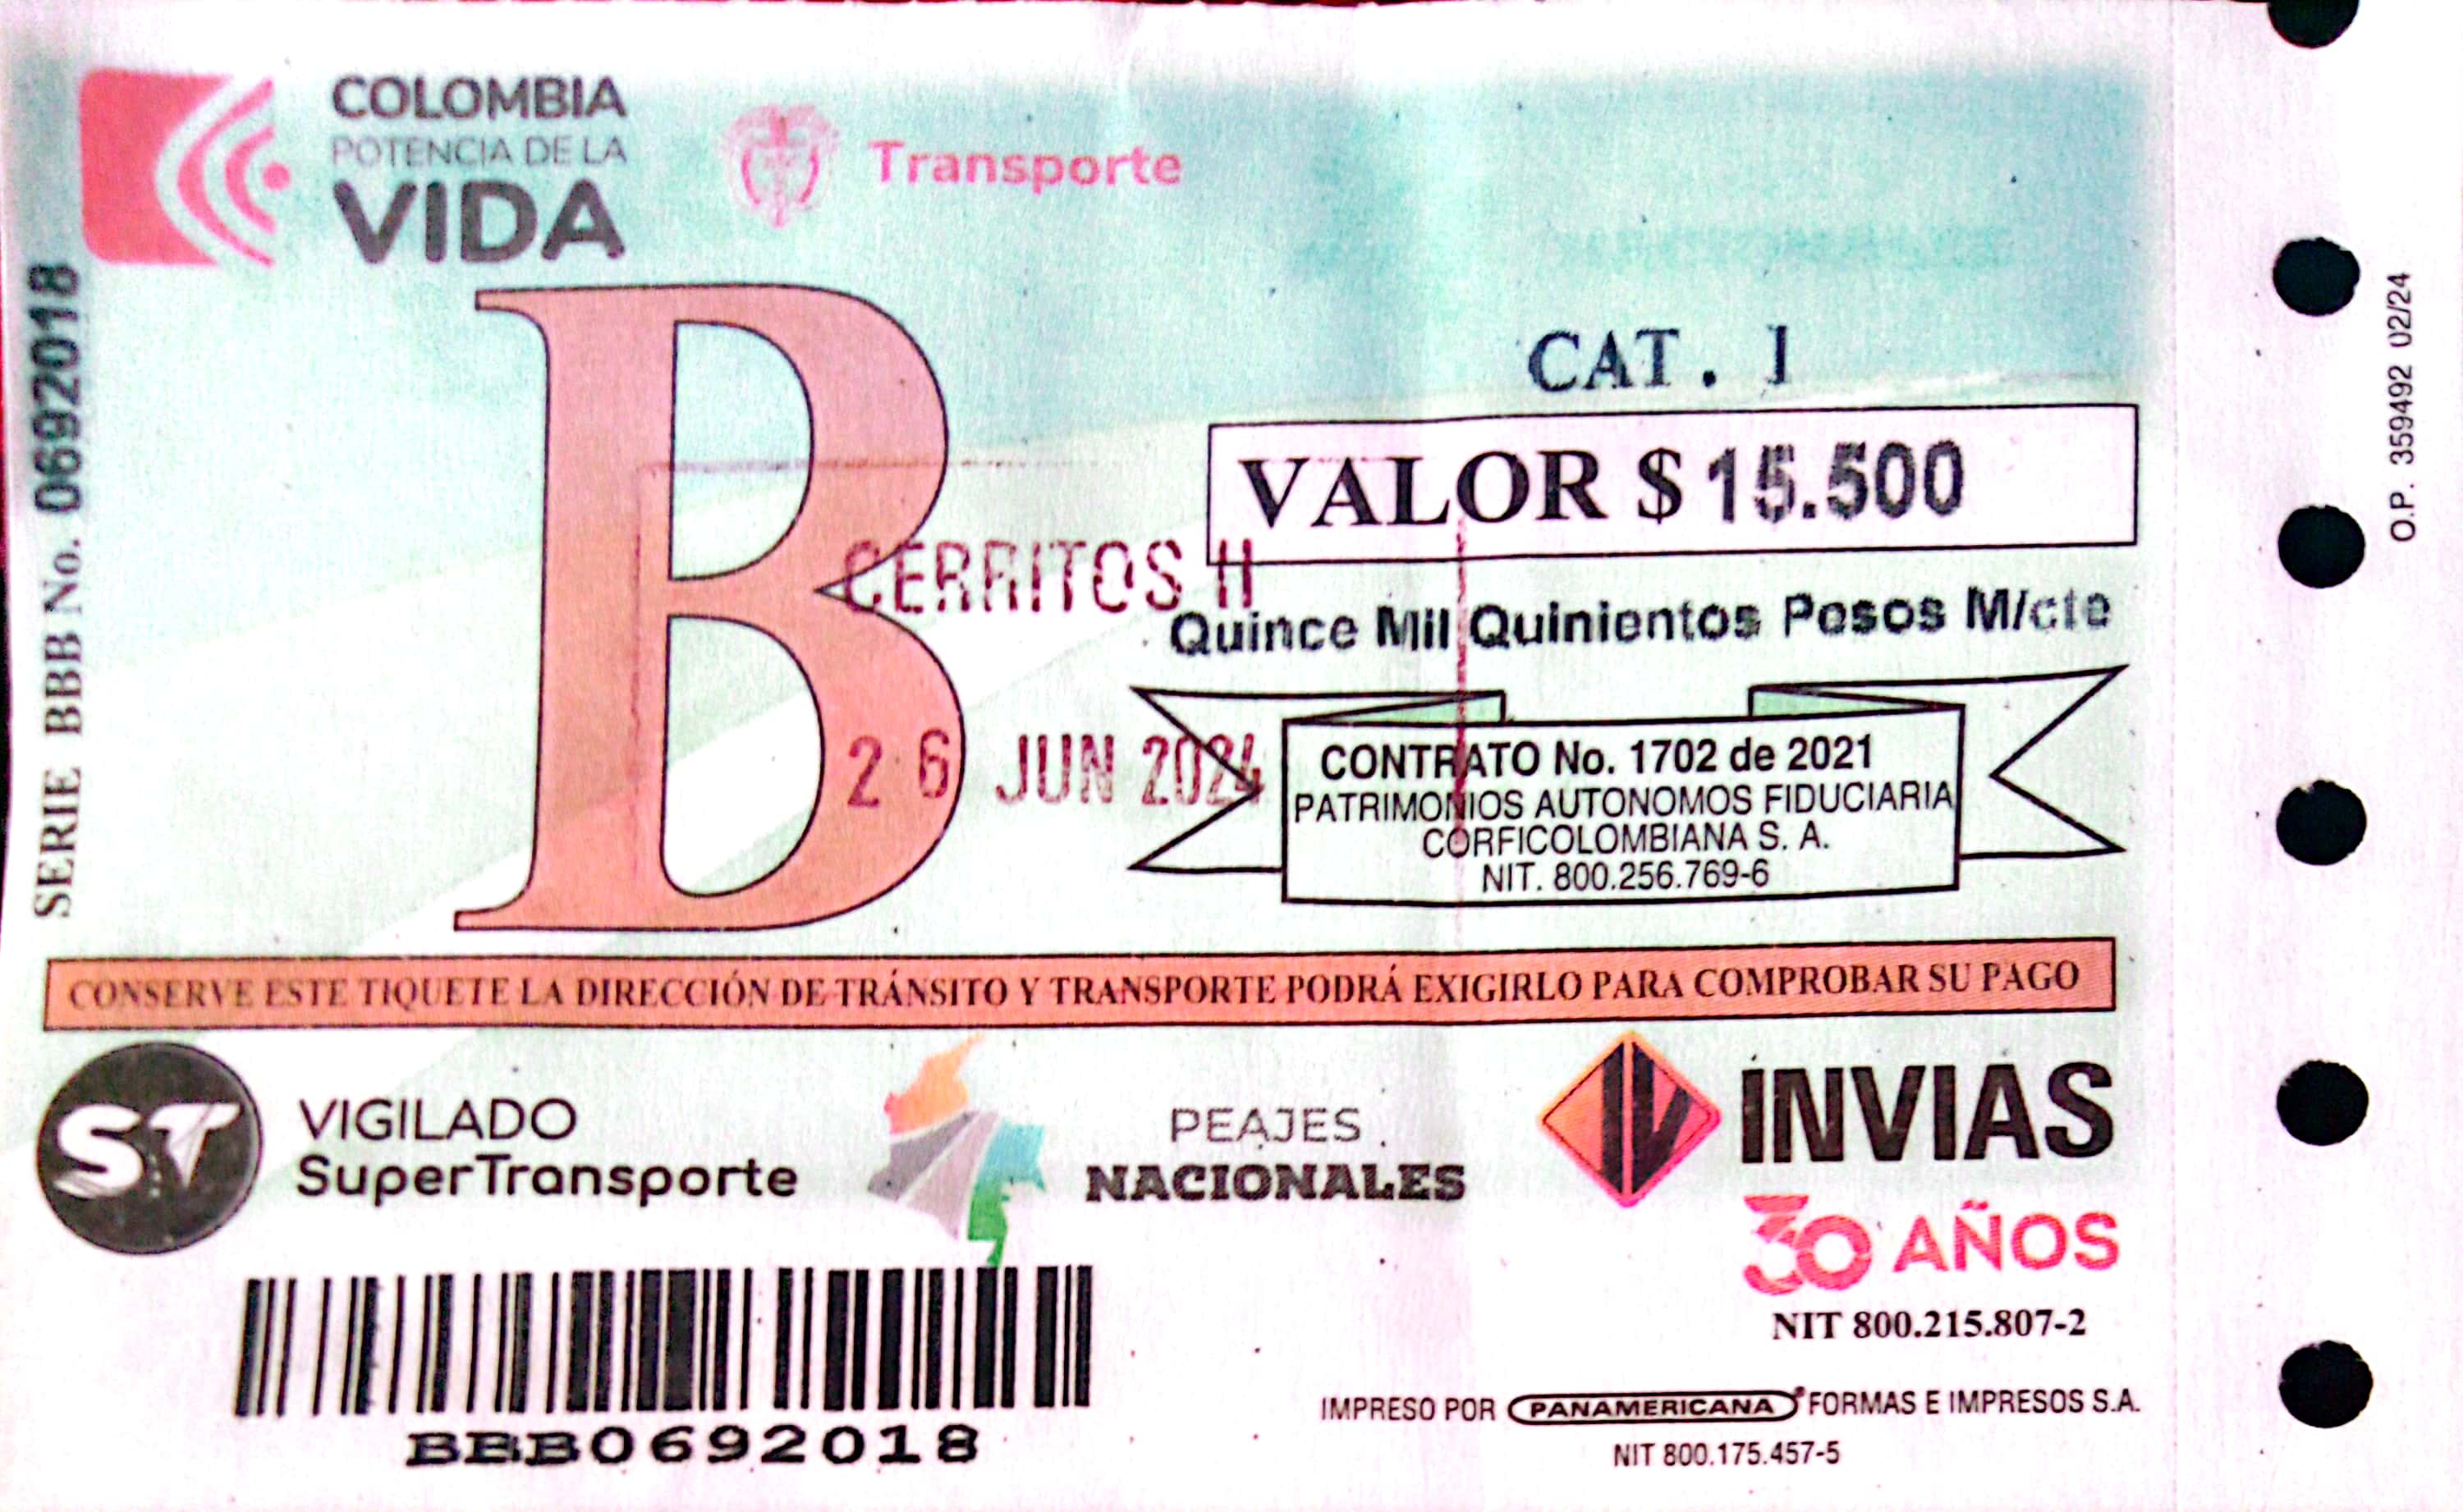 COLOMBIA
POTENCIA DE LA
VIDA
Transporte
SERIE BBB No. 0692018
B
CAT. 1
VALOR $ 15.500
CERRITOS II
Quince Mil Quinientos Pesos M/cte
26 JUN 2024
CONTRATO No. 1702 de 2021
PATRIMONIOS AUTONOMOS FIDUCIARIA
CORFICOLOMBIANA S. A.
NIT. 800.256.769-6
CONSERVE ESTE TIQUETE LA DIRECCIÓN DE TRÁNSITO Y TRANSPORTE PODRÁ EXIGIRLO PARA COMPROBAR SU PAGO
ST
VIGILADO
SuperTransporte
PEAJES
NACIONALES
INVIAS
30 AÑOS
NIT 800.215.807-2
BBB0692018
IMPRESO POR PANAMERICANA FORMAS E IMPRESOS S.A.
NIT 800.175.457-5
O.P. 359492 02/24